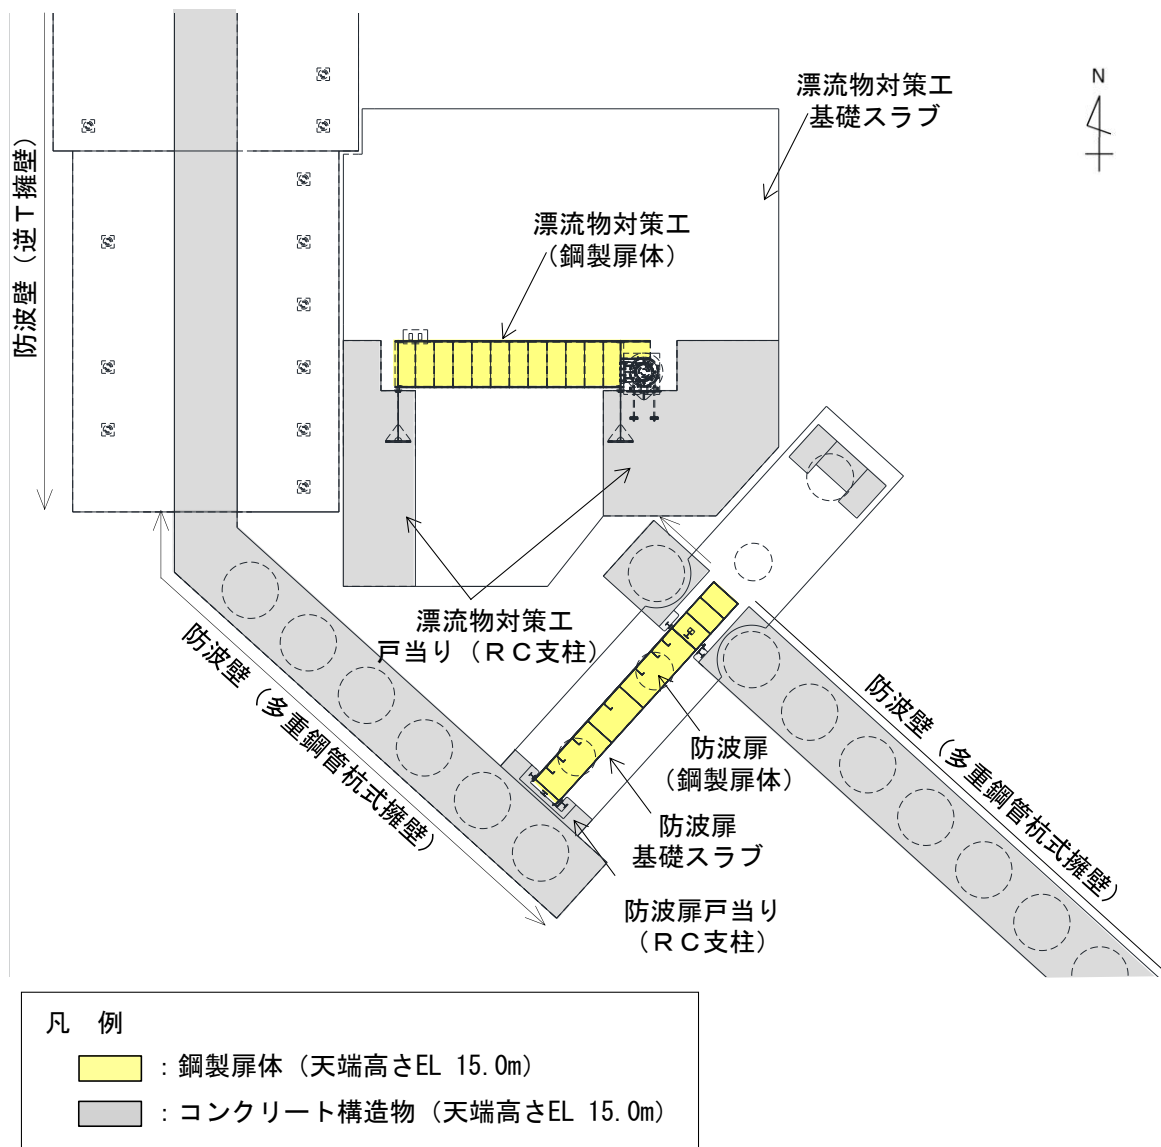 N
漂流物対策工
基礎スラブ
防波壁（逆Ｔ擁壁）
漂流物対策工
（鋼製扉体）
漂流物対策工
戸当り（ＲＣ支柱）
防波壁（多重鋼管杭式擁壁）
防波壁（多重鋼管杭式擁壁）
防波扉
（鋼製扉体）
防波扉
基礎スラブ
防波扉戸当り
（ＲＣ支柱）
凡　例
：鋼製扉体（天端高さEL 15.0m）
：コンクリート構造物（天端高さEL 15.0m）